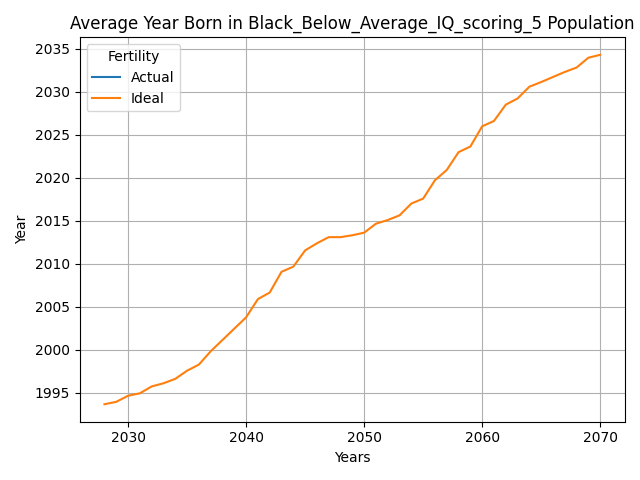 Average Year Born in Black_Below_Average_IQ_scoring_5 Population
Fertility
Actual
Ideal
Year
2035
2030
2025
2020
2015
2010
2005
2000
1995
2030 2040 2050 2060 2070
Years